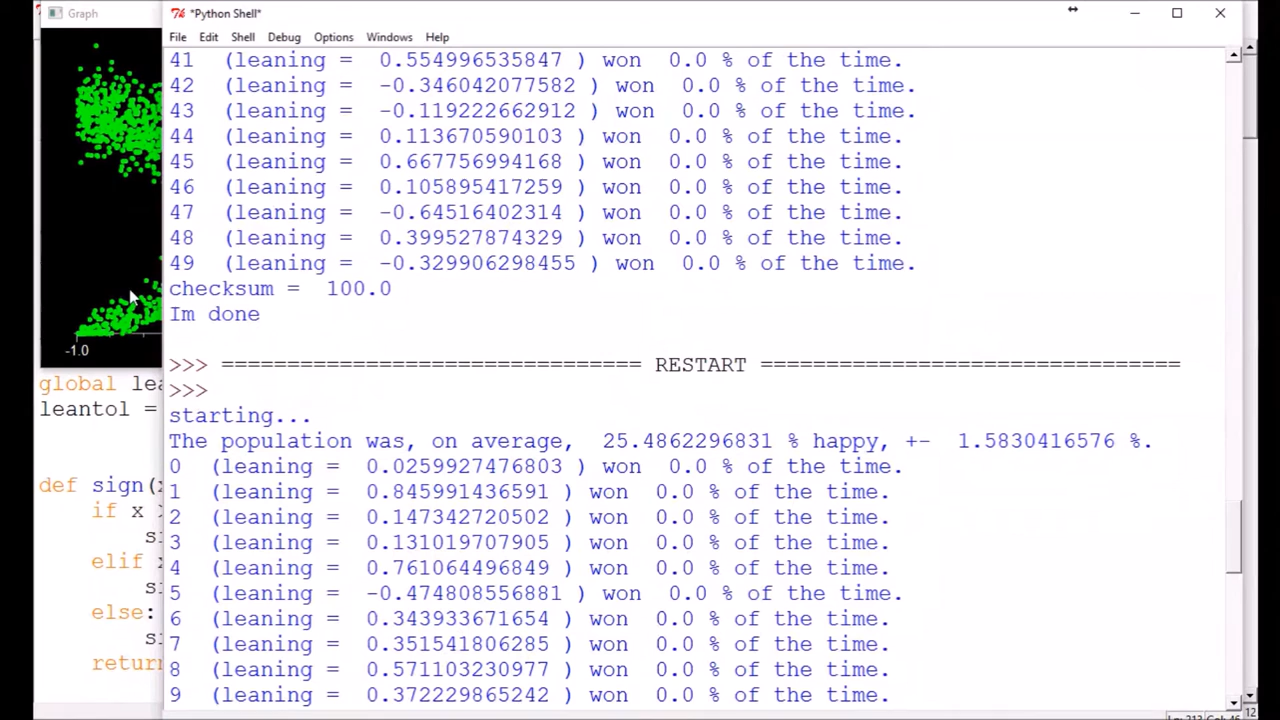 Graph
*Python Shell*
File Edit Shell Debug Options Windows Help
41 (leaning = 0.554996535847 ) won 0.0 % of the time.
42 (leaning = -0.346042077582 ) won 0.0 % of the time.
43 (leaning = -0.119222662912 ) won 0.0 % of the time.
44 (leaning = 0.113670590103 ) won 0.0 % of the time.
45 (leaning = 0.667756994168 ) won 0.0 % of the time.
46 (leaning = 0.105895417259 ) won 0.0 % of the time.
47 (leaning = -0.64516402314 ) won 0.0 % of the time.
48 (leaning = 0.399527874329 ) won 0.0 % of the time.
49 (leaning = -0.329906298455 ) won 0.0 % of the time.
checksum = 100.0
Im done
>>> ================================ RESTART ================================
>>>
starting...
The population was, on average, 25.4862296831 % happy, +- 1.5830416576 %.
0 (leaning = 0.0259927476803 ) won 0.0 % of the time.
1 (leaning = 0.845991436591 ) won 0.0 % of the time.
2 (leaning = 0.147342720502 ) won 0.0 % of the time.
3 (leaning = 0.131019707905 ) won 0.0 % of the time.
4 (leaning = 0.761064496849 ) won 0.0 % of the time.
5 (leaning = -0.474808556881 ) won 0.0 % of the time.
6 (leaning = 0.343933671654 ) won 0.0 % of the time.
7 (leaning = 0.351541806285 ) won 0.0 % of the time.
8 (leaning = 0.571103230977 ) won 0.0 % of the time.
9 (leaning = 0.372229865242 ) won 0.0 % of the time.
-1.0
global lea
leantol =
def sign(
if x
si
elif
si
else:
si
return
12